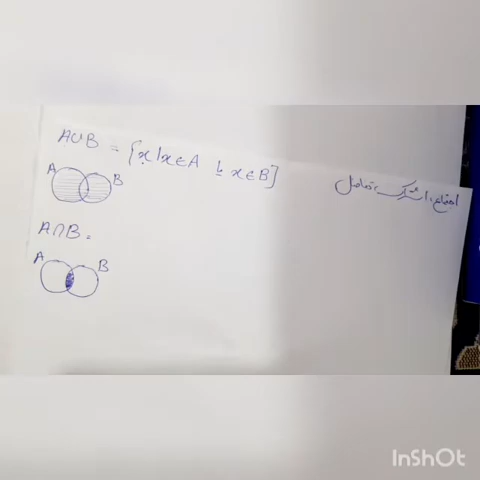 اجتماع، اشتراک، تفاضل
A∪B = {x|x∈A یا x∈B}
A B
A∩B =
A B
InShOt